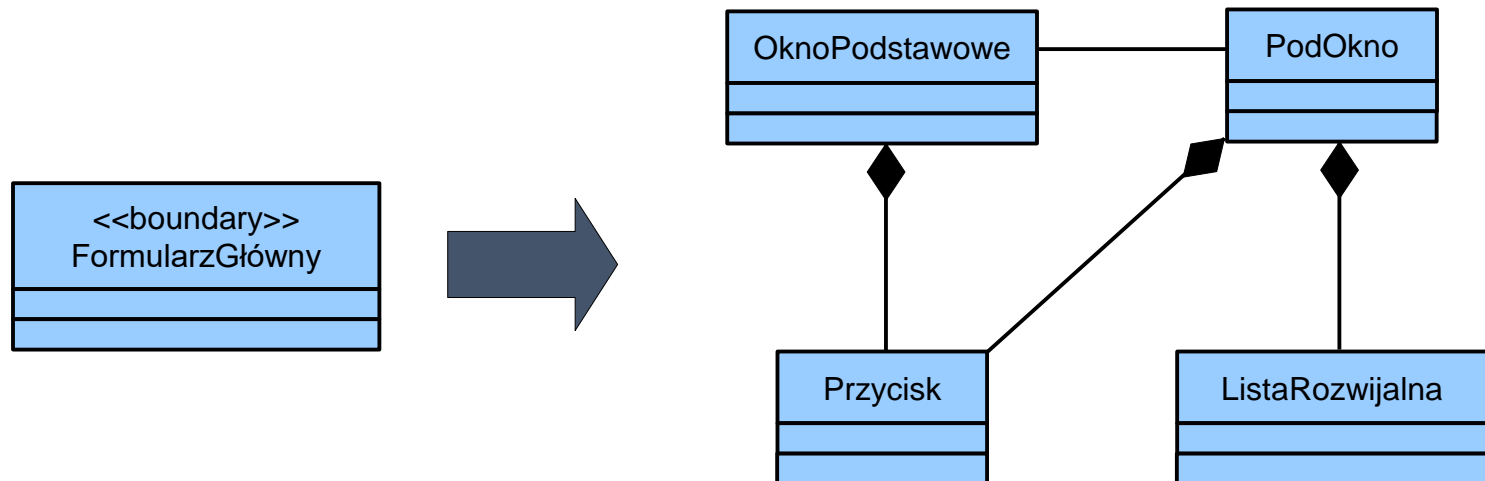 OknoPodstawowe
PodOkno
<<boundary>>
FormularzGłówny
Przycisk
ListaRozwijalna